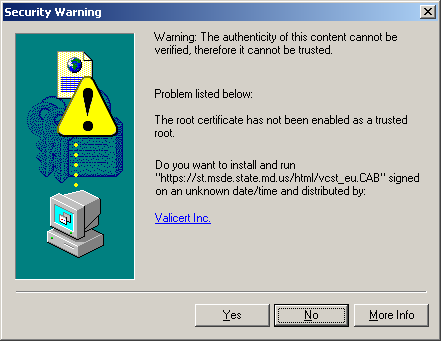 Security Warning
Warning: The authenticity of this content cannot be
verified, therefore it cannot be trusted.
Problem listed below:
The root certificate has not been enabled as a trusted
root.
Do you want to install and run
"https://st.msde.state.md.us/html/vcst_eu.CAB" signed
on an unknown date/time and distributed by:
Valicert Inc.
Yes
No
More Info